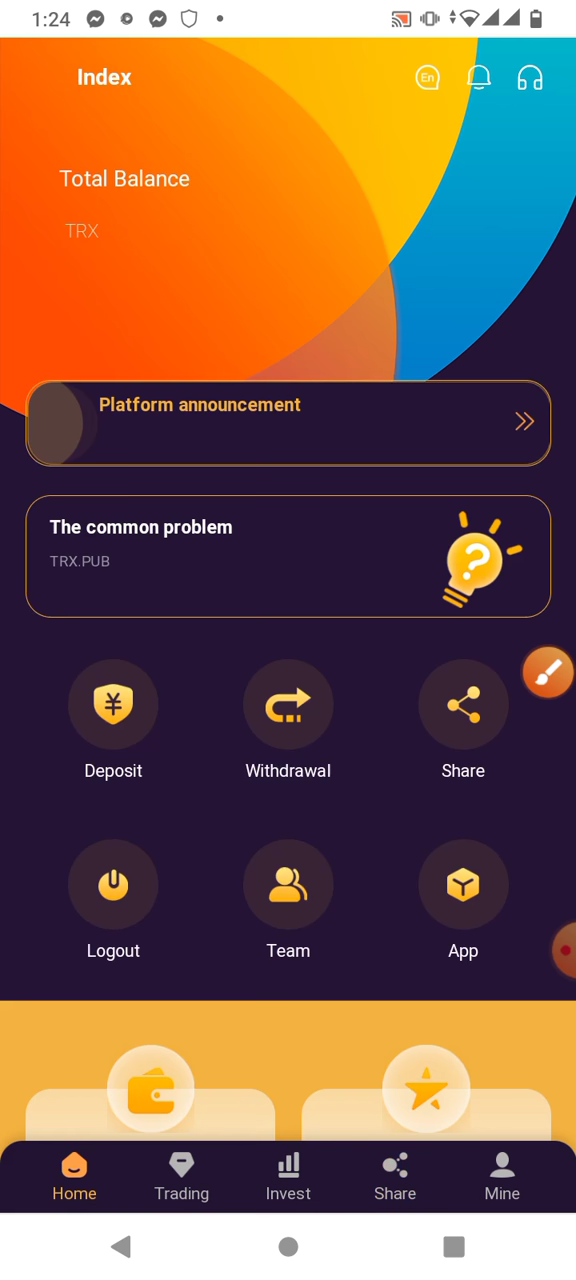 1:24
Index
En
Total Balance
TRX
Platform announcement
The common problem
TRX.PUB
Deposit
Withdrawal
Share
Logout
Team
App
Home
Trading
Invest
Share
Mine